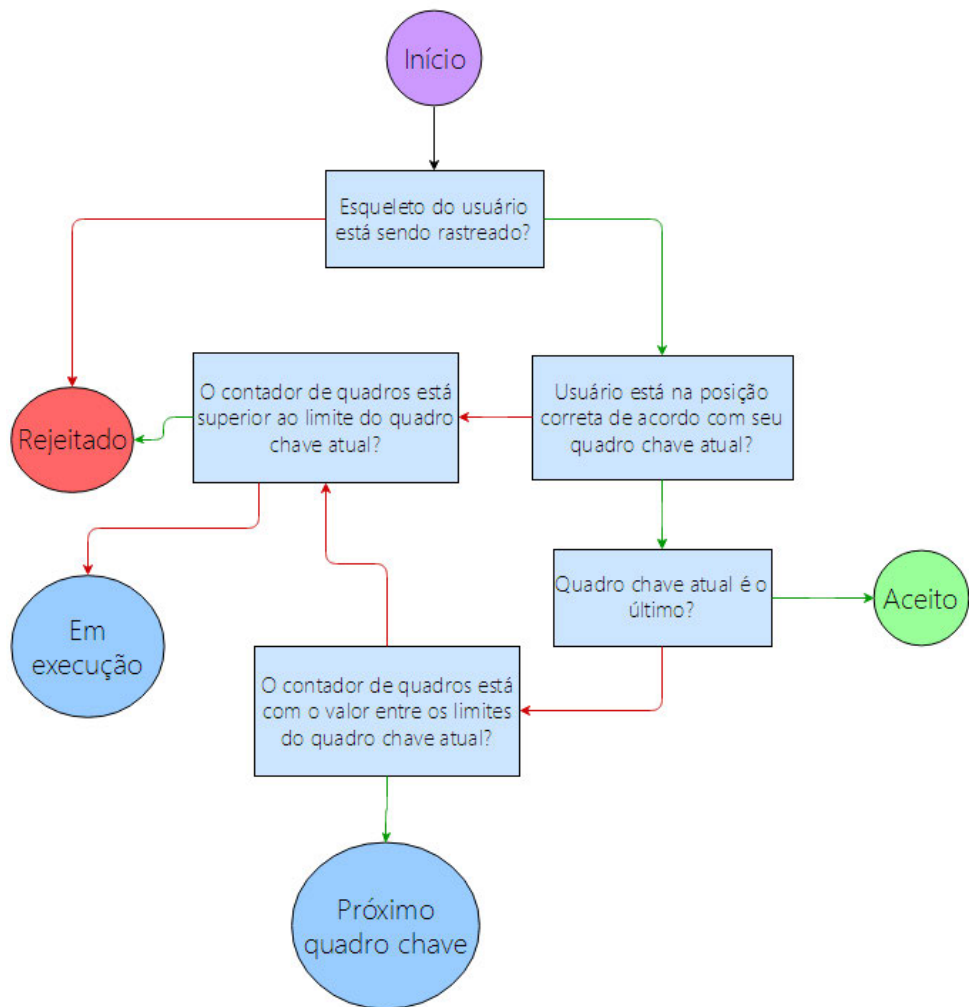 Início
Esqueleto do usuário
está sendo rastreado?
O contador de quadros está
superior ao limite do quadro
chave atual?
Usuário está na posição
correta de acordo com seu
quadro chave atual?
Rejeitado
Quadro chave atual é o
último?
Aceito
Em
execução
O contador de quadros está
com o valor entre os limites
do quadro chave atual?
Próximo
quadro chave